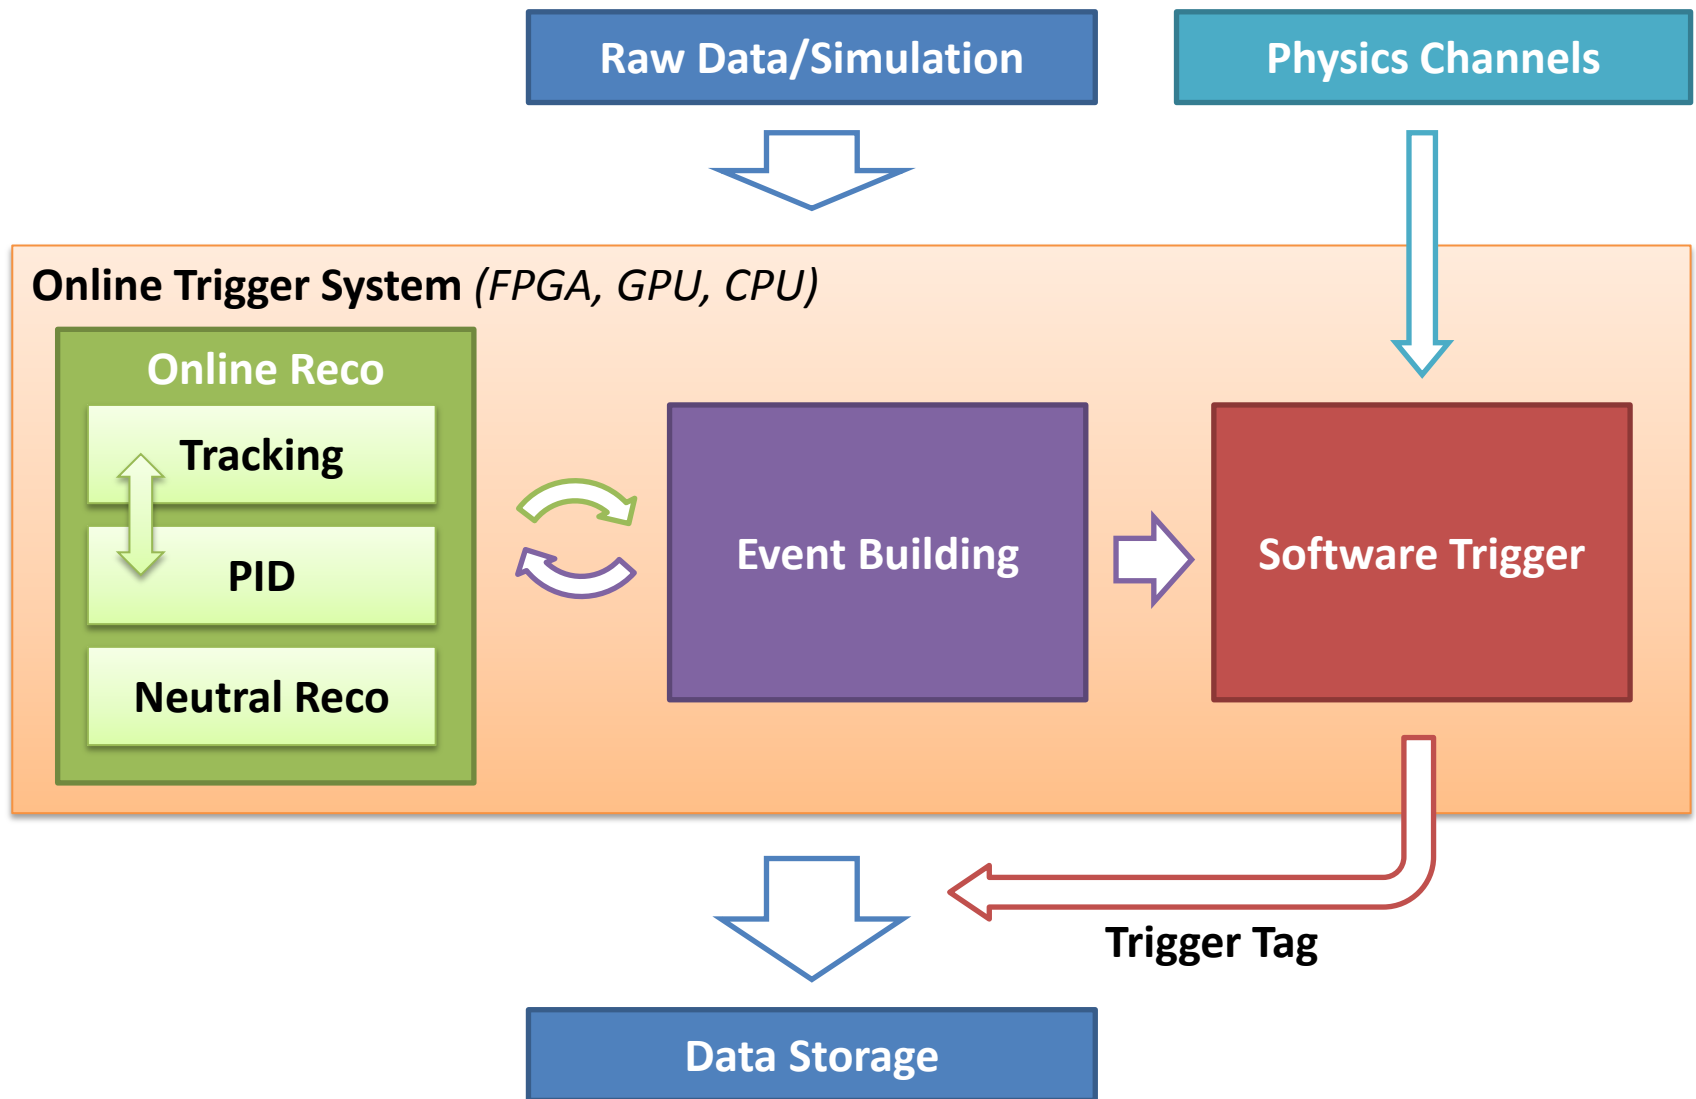 Raw Data/Simulation
Physics Channels
Online Trigger System (FPGA, GPU, CPU)
Online Reco
Tracking
PID
Neutral Reco
Event Building
Software Trigger
Trigger Tag
Data Storage